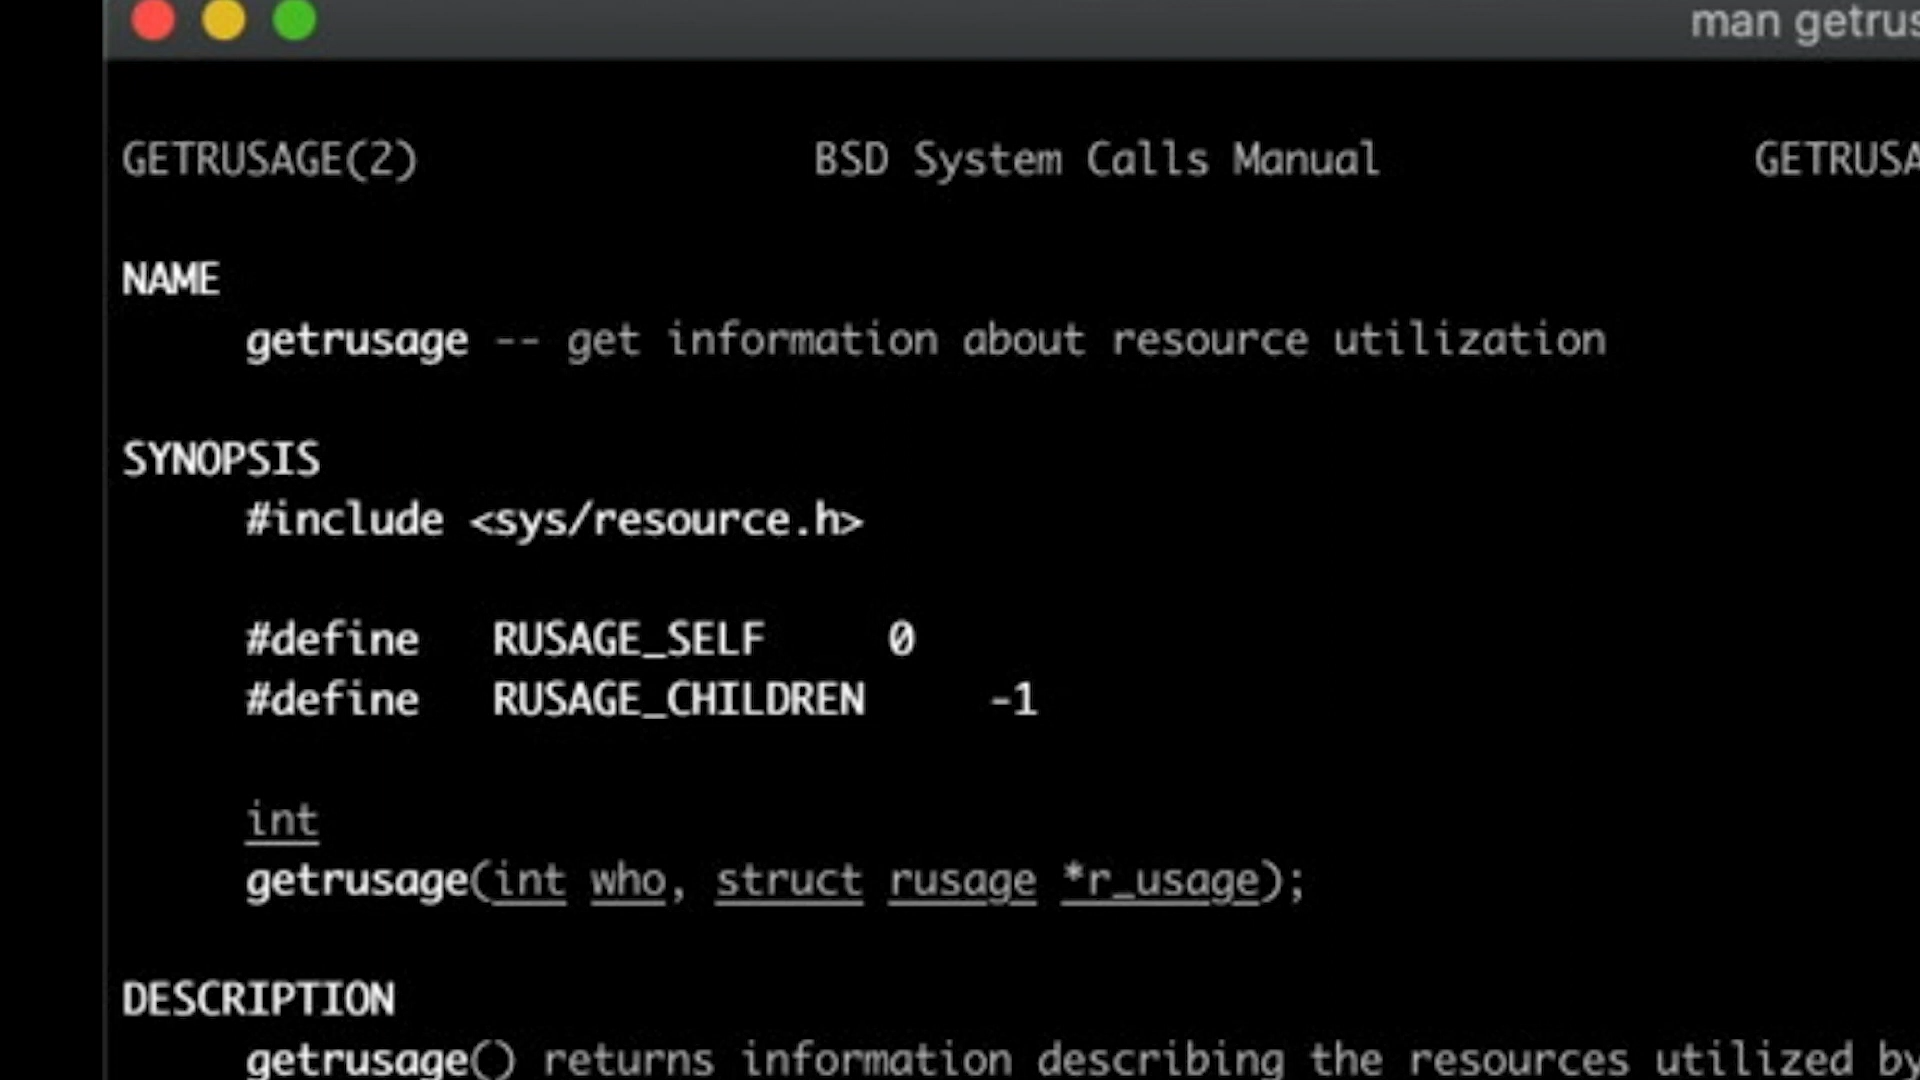 man getrus
GETRUSAGE(2) BSD System Calls Manual GETRUSA
NAME
getrusage -- get information about resource utilization
SYNOPSIS
#include <sys/resource.h>
#define RUSAGE_SELF 0
#define RUSAGE_CHILDREN -1
int
getrusage(int who, struct rusage *r_usage);
DESCRIPTION
getrusage() returns information describing the resources utilized by